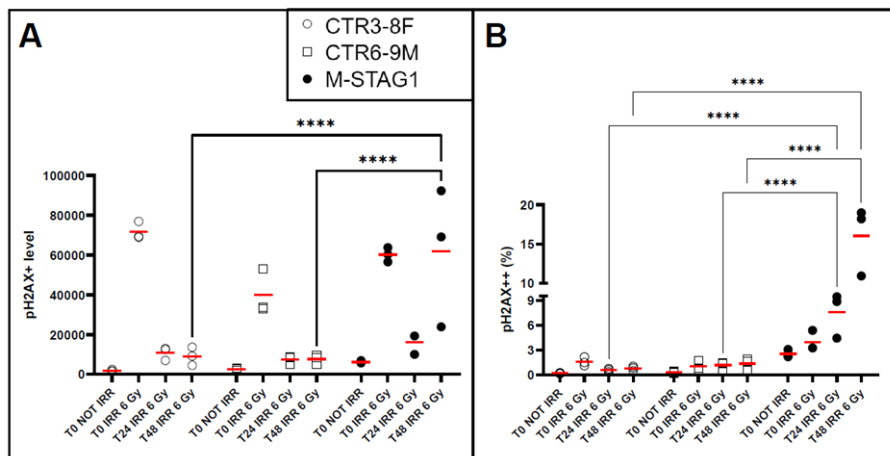 A
CTR3-8F
CTR6-9M
M-STAG1
B
****
****
****
****
****
****
pH2AX+ level
100000
80000
60000
40000
20000
0
T0 NOT IRR
T0 IRR 6 Gy
T24 IRR 6 Gy
T48 IRR 6 Gy
T0 NOT IRR
T0 IRR 6 Gy
T24 IRR 6 Gy
T48 IRR 6 Gy
T0 NOT IRR
T0 IRR 6 Gy
T24 IRR 6 Gy
T48 IRR 6 Gy
pH2AX++ (%)
20
15
10
9
6
3
0
T0 NOT IRR
T0 IRR 6 Gy
T24 IRR 6 Gy
T48 IRR 6 Gy
T0 NOT IRR
T0 IRR 6 Gy
T24 IRR 6 Gy
T48 IRR 6 Gy
T0 NOT IRR
T0 IRR 6 Gy
T24 IRR 6 Gy
T48 IRR 6 Gy